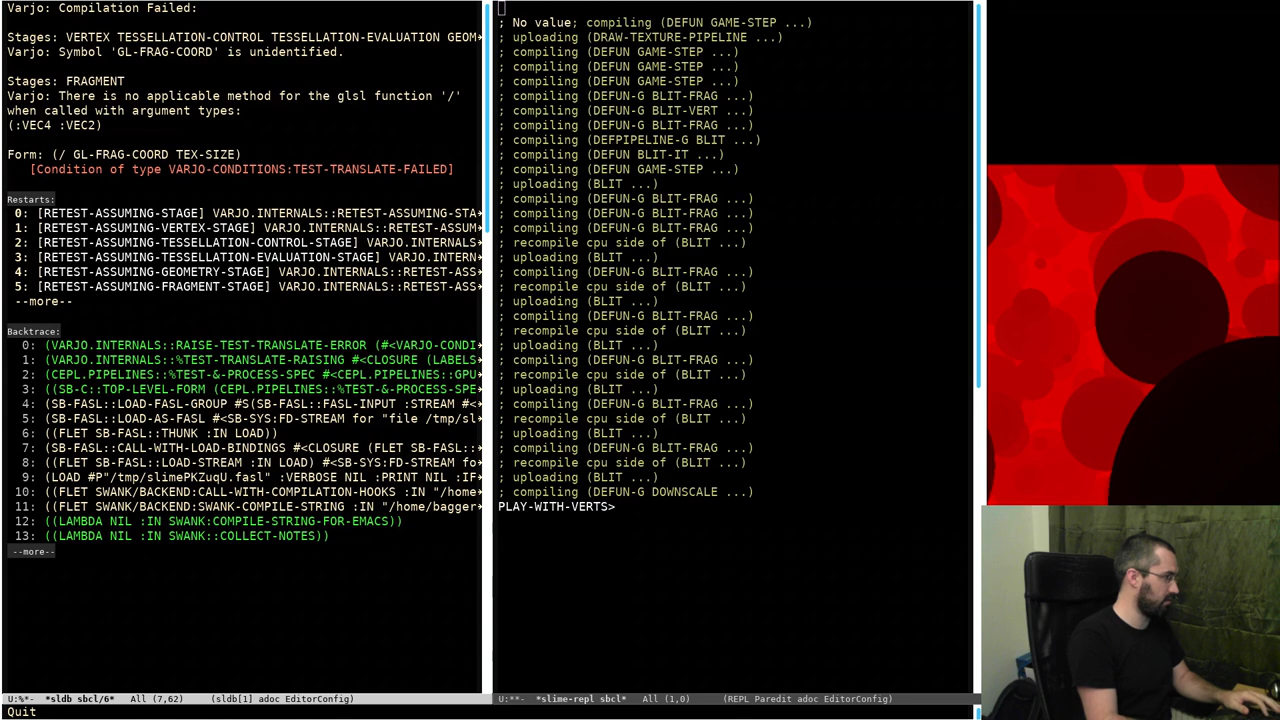 Varjo: Compilation Failed:
Stages: VERTEX TESSELLATION-CONTROL TESSELLATION-EVALUATION GEOM
Varjo: Symbol 'GL-FRAG-COORD' is unidentified.
Stages: FRAGMENT
Varjo: There is no applicable method for the glsl function '/'
when called with argument types:
(:VEC4 :VEC2)
Form: (/ GL-FRAG-COORD TEX-SIZE)
[Condition of type VARJO-CONDITIONS:TEST-TRANSLATE-FAILED]
Restarts:
0: [RETEST-ASSUMING-STAGE] VARJO.INTERNALS::RETEST-ASSUMING-STA
1: [RETEST-ASSUMING-VERTEX-STAGE] VARJO.INTERNALS::RETEST-ASSUM
2: [RETEST-ASSUMING-TESSELLATION-CONTROL-STAGE] VARJO.INTERNALS
3: [RETEST-ASSUMING-TESSELLATION-EVALUATION-STAGE] VARJO.INTERN
4: [RETEST-ASSUMING-GEOMETRY-STAGE] VARJO.INTERNALS::RETEST-ASS
5: [RETEST-ASSUMING-FRAGMENT-STAGE] VARJO.INTERNALS::RETEST-ASS
--more--
Backtrace:
0: (VARJO.INTERNALS::RAISE-TEST-TRANSLATE-ERROR (#<VARJO-CONDI
1: (VARJO.INTERNALS::%TEST-TRANSLATE-RAISING #<CLOSURE (LABELS
2: (CEPL.PIPELINES::%TEST-&-PROCESS-SPEC #<CEPL.PIPELINES::GPU
3: ((SB-C::TOP-LEVEL-FORM (CEPL.PIPELINES::%TEST-&-PROCESS-SPE
4: (SB-FASL::LOAD-FASL-GROUP #S(SB-FASL::FASL-INPUT :STREAM #<
5: (SB-FASL::LOAD-AS-FASL #<SB-SYS:FD-STREAM for "file /tmp/sl
6: ((FLET SB-FASL::THUNK :IN LOAD))
7: (SB-FASL::CALL-WITH-LOAD-BINDINGS #<CLOSURE (FLET SB-FASL::
8: ((FLET SB-FASL::LOAD-STREAM :IN LOAD) #<SB-SYS:FD-STREAM fo
9: (LOAD #P"/tmp/slimePKZuqU.fasl" :VERBOSE NIL :PRINT NIL :IF
10: ((FLET SWANK/BACKEND:CALL-WITH-COMPILATION-HOOKS :IN "/home
11: ((FLET SWANK/BACKEND:SWANK-COMPILE-STRING :IN "/home/bagger
12: ((LAMBDA NIL :IN SWANK:COMPILE-STRING-FOR-EMACS))
13: ((LAMBDA NIL :IN SWANK::COLLECT-NOTES))
--more--
U:%*- *sldb sbcl/6* All (7,62) (sldb[1] adoc EditorConfig)
Quit
; No value; compiling (DEFUN GAME-STEP ...)
; uploading (DRAW-TEXTURE-PIPELINE ...)
; compiling (DEFUN GAME-STEP ...)
; compiling (DEFUN GAME-STEP ...)
; compiling (DEFUN GAME-STEP ...)
; compiling (DEFUN-G BLIT-FRAG ...)
; compiling (DEFUN-G BLIT-VERT ...)
; compiling (DEFUN-G BLIT-FRAG ...)
; compiling (DEFPIPELINE-G BLIT ...)
; compiling (DEFUN BLIT-IT ...)
; compiling (DEFUN GAME-STEP ...)
; uploading (BLIT ...)
; compiling (DEFUN-G BLIT-FRAG ...)
; compiling (DEFUN-G BLIT-FRAG ...)
; compiling (DEFUN-G BLIT-FRAG ...)
; recompile cpu side of (BLIT ...)
; uploading (BLIT ...)
; compiling (DEFUN-G BLIT-FRAG ...)
; recompile cpu side of (BLIT ...)
; uploading (BLIT ...)
; compiling (DEFUN-G BLIT-FRAG ...)
; recompile cpu side of (BLIT ...)
; uploading (BLIT ...)
; compiling (DEFUN-G BLIT-FRAG ...)
; recompile cpu side of (BLIT ...)
; uploading (BLIT ...)
; compiling (DEFUN-G BLIT-FRAG ...)
; recompile cpu side of (BLIT ...)
; uploading (BLIT ...)
; compiling (DEFUN-G BLIT-FRAG ...)
; recompile cpu side of (BLIT ...)
; uploading (BLIT ...)
; compiling (DEFUN-G DOWNSCALE ...)
PLAY-WITH-VERTS>
U:**- *slime-repl sbcl* All (1,0) (REPL Paredit adoc EditorConfig)